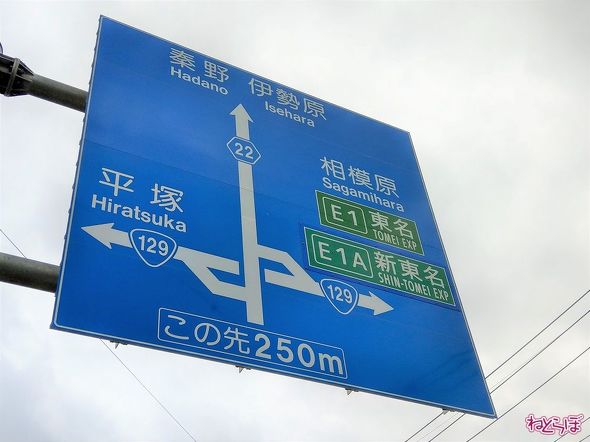 秦野 伊勢原
Hadano Isehara
22
相模原
Sagamihara
平塚
Hiratsuka
E1 東名
TOMEI EXP
E1A 新東名
SHIN-TOMEI EXP
129
129
この先250m
ねとらぼ